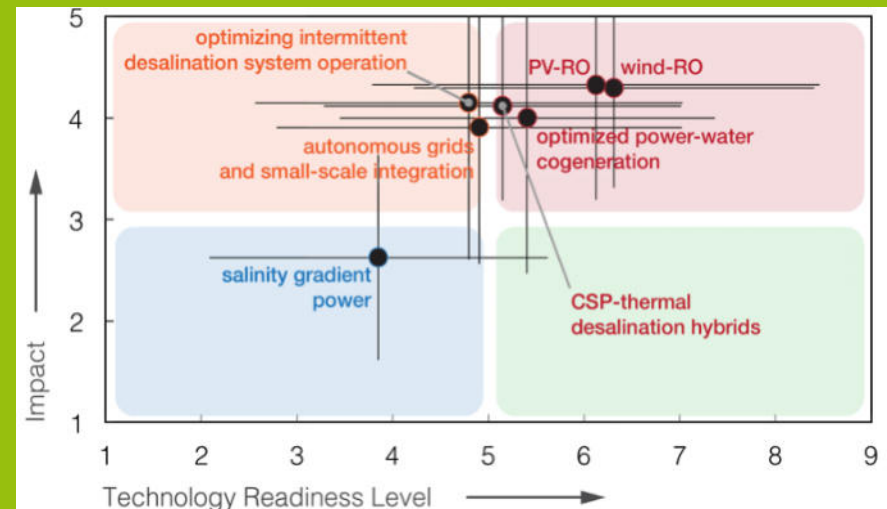 5
optimizing intermittent
desalination system operation
PV-RO
wind-RO
4
autonomous grids
and small-scale integration
optimized power-water
cogeneration
3
salinity gradient
power
CSP-thermal
desalination hybrids
2
1
Impact
1 2 3 4 5 6 7 8 9
Technology Readiness Level